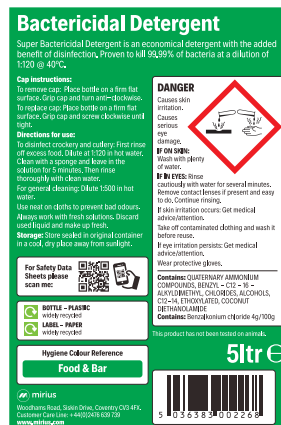 Bactericidal Detergent
Super Bactericidal Detergent is an economical detergent with the added
benefit of disinfection. Proven to kill 99.99% of bacteria at a dilution of
1:120 @ 40°C.
Cap instructions:
To remove cap: Place bottle on a firm flat
surface. Grip cap and turn anti-clockwise.
To replace cap: Place bottle on a firm flat
surface. Grip cap and screw clockwise until
tight.
Directions for use:
To disinfect crockery and cutlery: First rinse
off excess food. Dilute at 1:120 in hot water.
Clean with a sponge and leave in the
solution for 5 minutes. Then rinse
thoroughly with clean water.
For general cleaning: Dilute 1:500 in hot
water.
Use neat on cloths to prevent bad odours.
Always work with fresh solutions. Discard
used liquid and make up fresh.
Storage: Store sealed in original container
in a cool, dry place away from sunlight.
For Safety Data
Sheets please
scan me:
BOTTLE - PLASTIC
widely recycled
LABEL - PAPER
widely recycled
Hygiene Colour Reference
Food & Bar
mirius
Woodhams Road, Siskin Drive, Coventry CV3 4FX.
Customer Care Line: +44(0)2476 639 739
www.mirius.com
DANGER
Causes skin
irritation.
Causes
serious
eye
damage.
IF ON SKIN:
Wash with plenty
of water.
IF IN EYES: Rinse
cautiously with water for several minutes.
Remove contact lenses if present and easy
to do. Continue rinsing.
If skin irritation occurs: Get medical
advice/attention.
Take off contaminated clothing and wash it
before reuse.
If eye irritation persists: Get medical
advice/attention.
Wear protective gloves.
Contains: QUATERNARY AMMONIUM
COMPOUNDS, BENZYL - C12 - 16 -
ALKYLDIMETHYL, CHLORIDES, ALCOHOLS,
C12-14, ETHOXYLATED, COCONUT
DIETHANOLAMIDE
Contains: Benzalkonium chloride 4g/100g
This product has not been tested on animals.
5ltr e
5 036383 002268